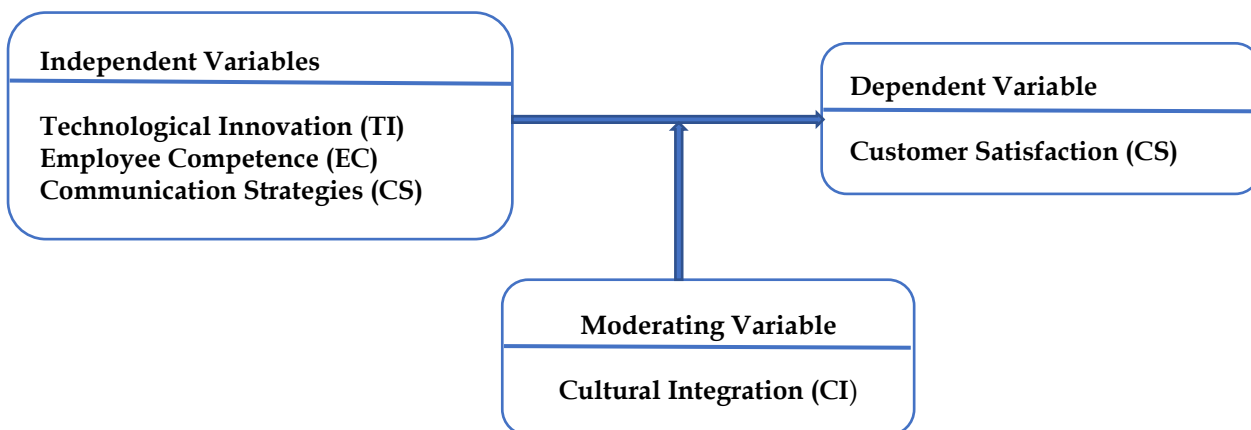 Independent Variables
Technological Innovation (TI)
Employee Competence (EC)
Communication Strategies (CS)
Dependent Variable
Customer Satisfaction (CS)
Moderating Variable
Cultural Integration (CI)